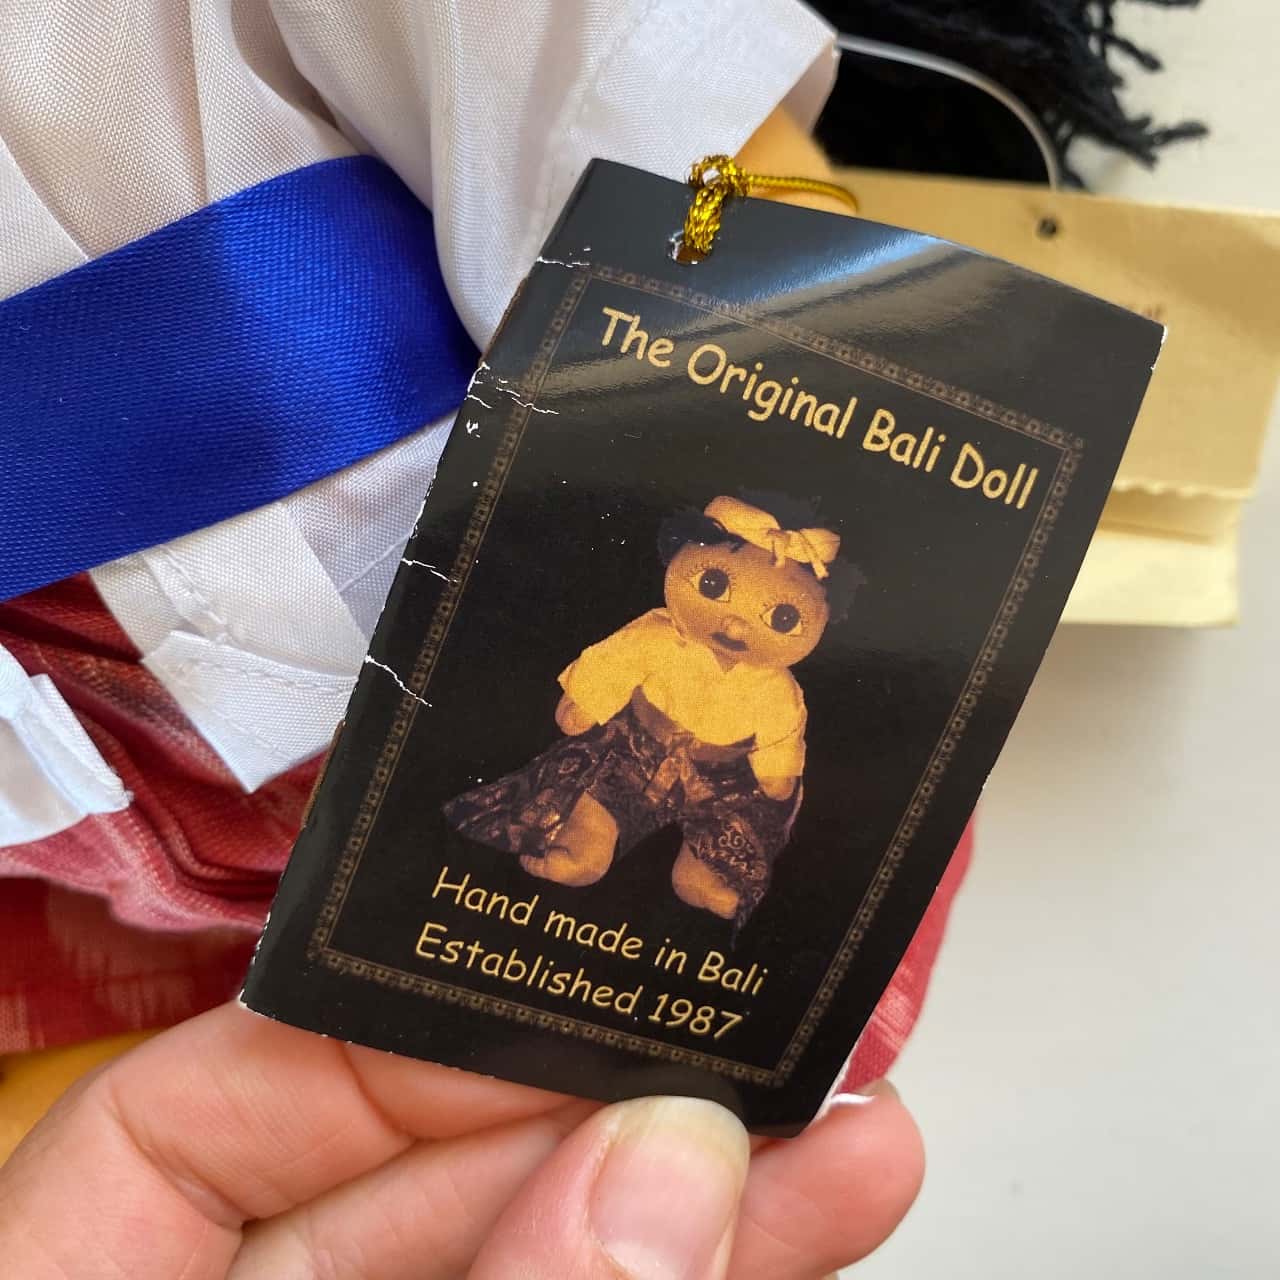 The Original Bali Doll
Hand made in Bali
Established 1987